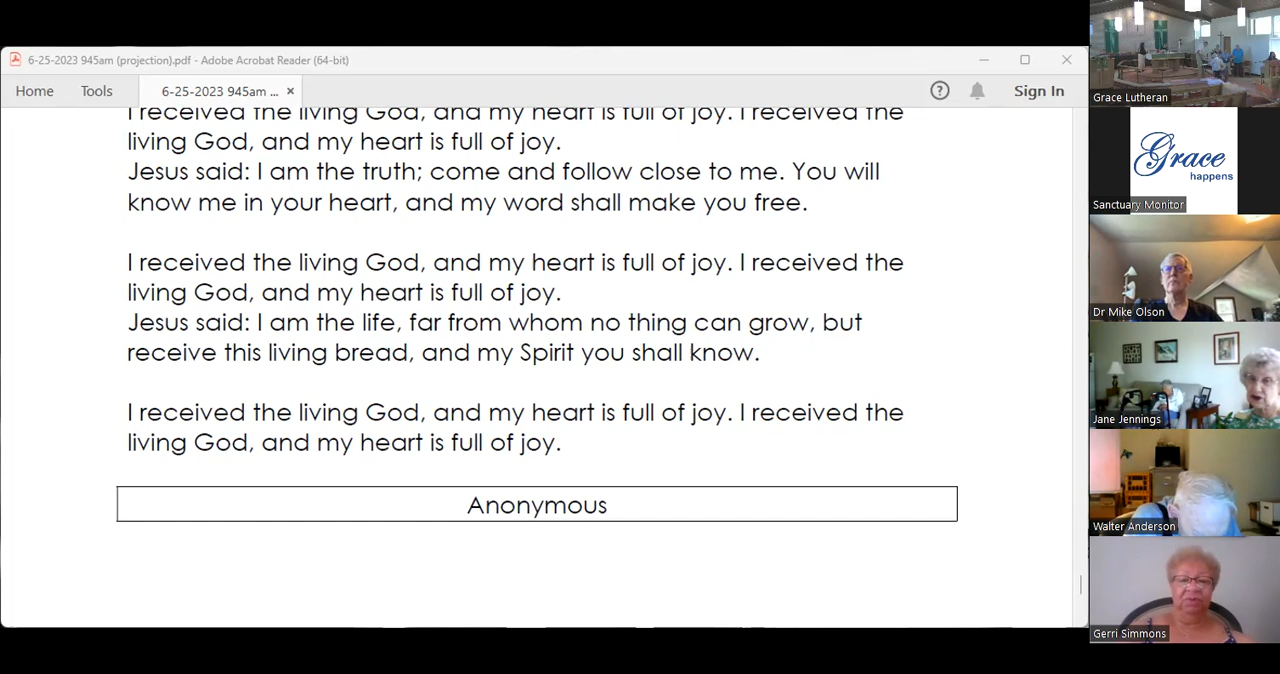 6-25-2023 945am (projection).pdf - Adobe Acrobat Reader (64-bit)
Home Tools 6-25-2023 945am ... × ? Sign In
I received the living God, and my heart is full of joy. I received the
living God, and my heart is full of joy.
Jesus said: I am the truth; come and follow close to me. You will
know me in your heart, and my word shall make you free.
I received the living God, and my heart is full of joy. I received the
living God, and my heart is full of joy.
Jesus said: I am the life, far from whom no thing can grow, but
receive this living bread, and my Spirit you shall know.
I received the living God, and my heart is full of joy. I received the
living God, and my heart is full of joy.
Anonymous
Grace Lutheran
Grace
happens
Sanctuary Monitor
Dr Mike Olson
Jane Jennings
Walter Anderson
Gerri Simmons